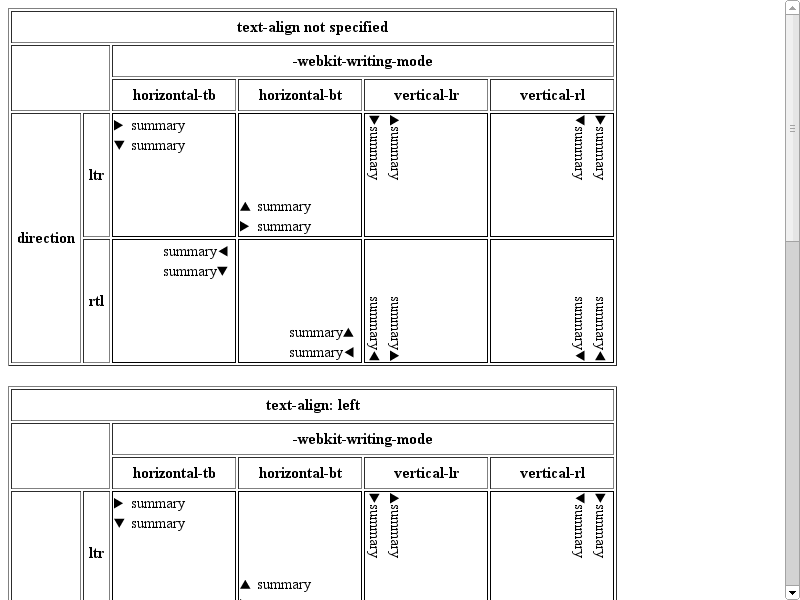 text-align not specified
-webkit-writing-mode
horizontal-tb horizontal-bt vertical-lr vertical-rl
direction
ltr
▶ summary
▼ summary
▲ summary
▶ summary
▼ summary
▶ summary
◀ summary
▼ summary
rtl
summary◀
summary▼
summary▲
summary◀
summary▲
summary▶
summary◀
summary▲
text-align: left
-webkit-writing-mode
horizontal-tb horizontal-bt vertical-lr vertical-rl
ltr
▶ summary
▼ summary
▲ summary
▼ summary
▶ summary
◀ summary
▼ summary